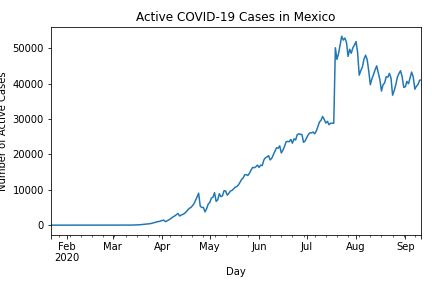 Active COVID-19 Cases in Mexico
Number of Active Cases
50000
40000
30000
20000
10000
0
Feb Mar Apr May Jun Jul Aug Sep
2020
Day